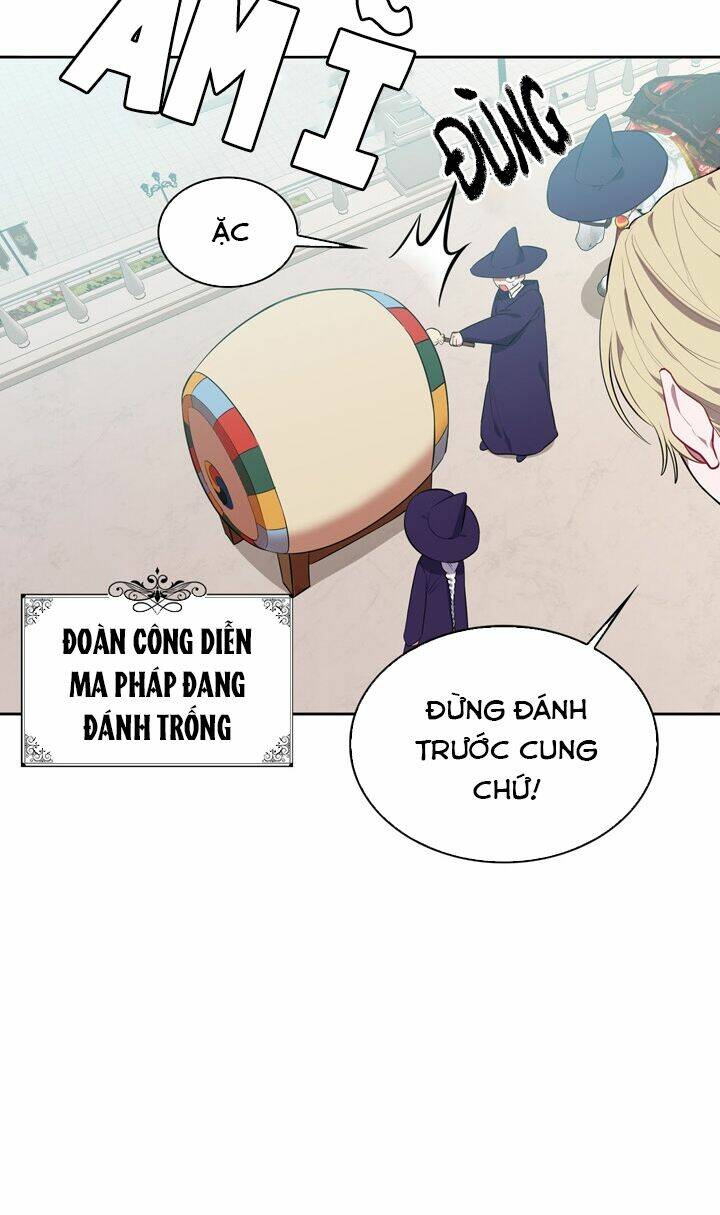 ẦM Ĩ
ĐÙNG
ẶC
ĐOÀN CÔNG DIỄN
MA PHÁP ĐANG
ĐÁNH TRỐNG
ĐỪNG ĐÁNH
TRƯỚC CUNG
CHỨ!